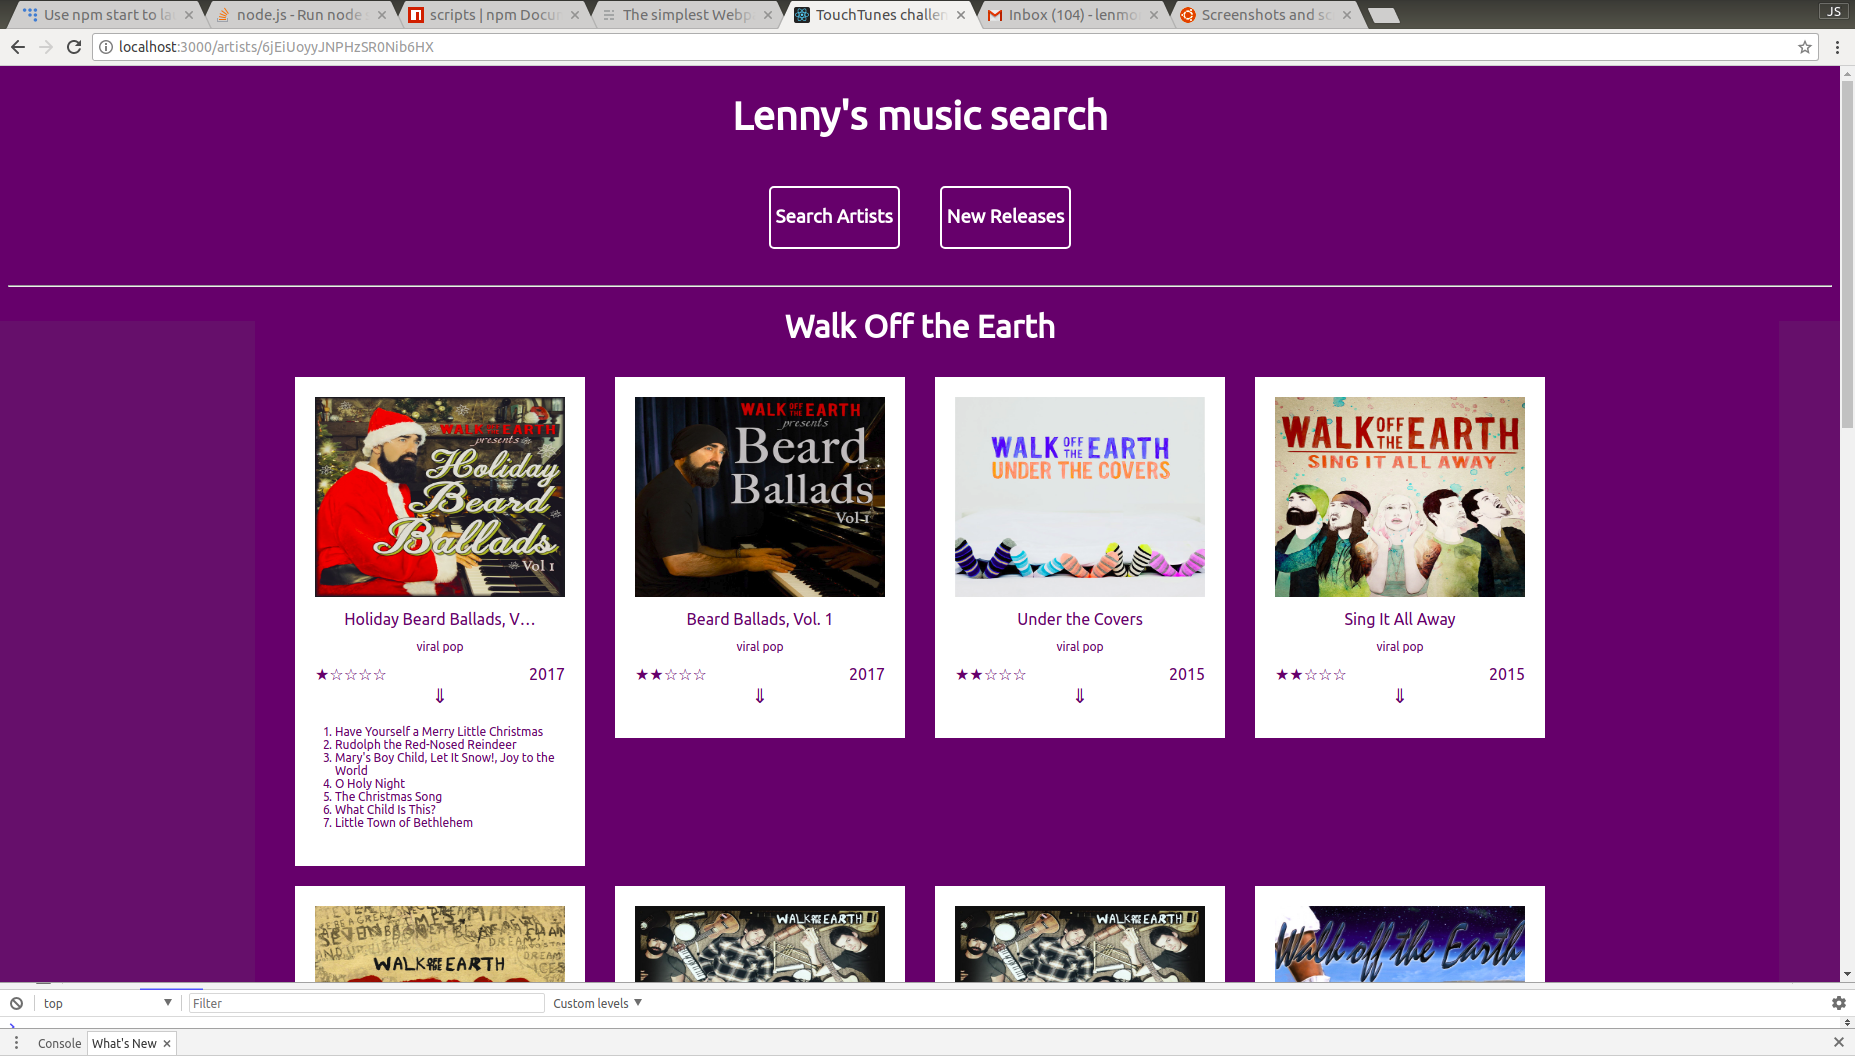 Use npm start to la
node.js - Run node
scripts | npm Docu
The simplest Webp
TouchTunes challen
Inbox (104) - lenmo
Screenshots and sc
JS
localhost:3000/artists/6jEiUoyyJNPHzSR0Nib6HX
Lenny's music search
Search Artists
New Releases
Walk Off the Earth
WALK OFF THE EARTH
presents
Holiday
Beard
Ballads
Vol 1
WALK OFF THE EARTH
presents
Beard
Ballads
Vol 1
WALK OFF THE EARTH
UNDER THE COVERS
WALK OFF THE EARTH
SING IT ALL AWAY
Holiday Beard Ballads, V…
viral pop
★☆☆☆☆ 2017
⇓
Beard Ballads, Vol. 1
viral pop
★★☆☆☆ 2017
⇓
Under the Covers
viral pop
★★☆☆☆ 2015
⇓
Sing It All Away
viral pop
★★☆☆☆ 2015
⇓
1. Have Yourself a Merry Little Christmas
2. Rudolph the Red-Nosed Reindeer
3. Mary's Boy Child, Let It Snow!, Joy to the
World
4. O Holy Night
5. The Christmas Song
6. What Child Is This?
7. Little Town of Bethlehem
WALK OFF THE EARTH
WALK OFF THE EARTH
WALK OFF THE EARTH
Walk off the Earth
top
Filter
Custom levels
Console
What's New